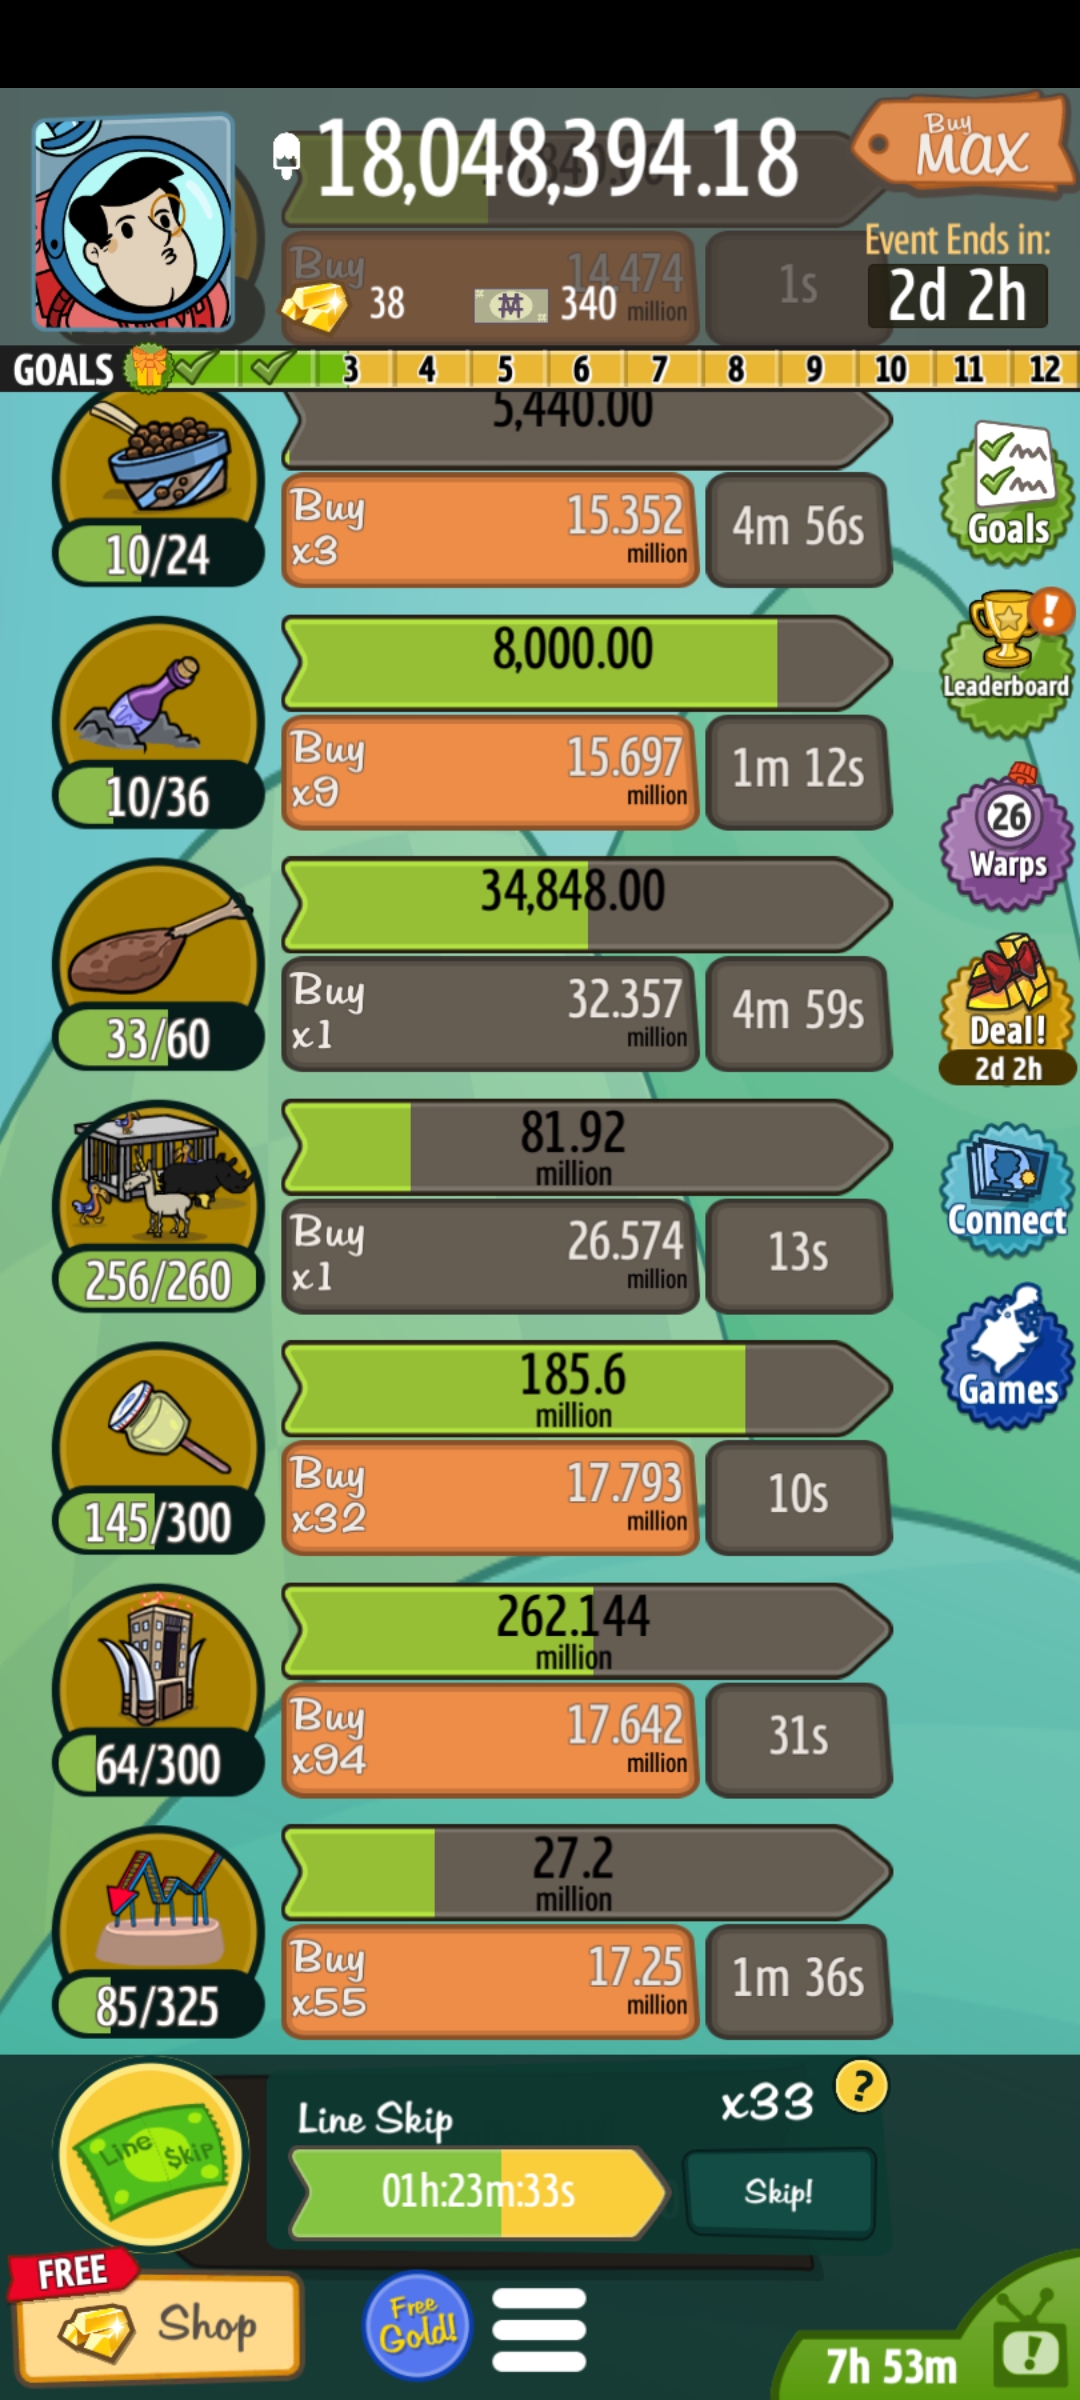 18,048,394.18
Buy
MAX
Event Ends in:
2d 2h
Buy
14.474
million
1s
38
340
GOALS
3
4
5
6
7
8
9
10
11
12
5,440.00
10/24
Buy
x3
15.352
million
4m 56s
Goals
8,000.00
10/36
Buy
x9
15.697
million
1m 12s
!
Leaderboard
34,848.00
33/60
Buy
x1
32.357
million
4m 59s
26
Warps
Deal!
2d 2h
81.92
million
256/260
Buy
x1
26.574
million
13s
Connect
185.6
million
145/300
Buy
x32
17.793
million
10s
Games
262.144
million
64/300
Buy
x94
17.642
million
31s
27.2
million
85/325
Buy
x55
17.25
million
1m 36s
Line $kip
Line Skip
x33
?
01h:23m:33s
Skip!
FREE
Shop
Free
Gold!
7h 53m
!